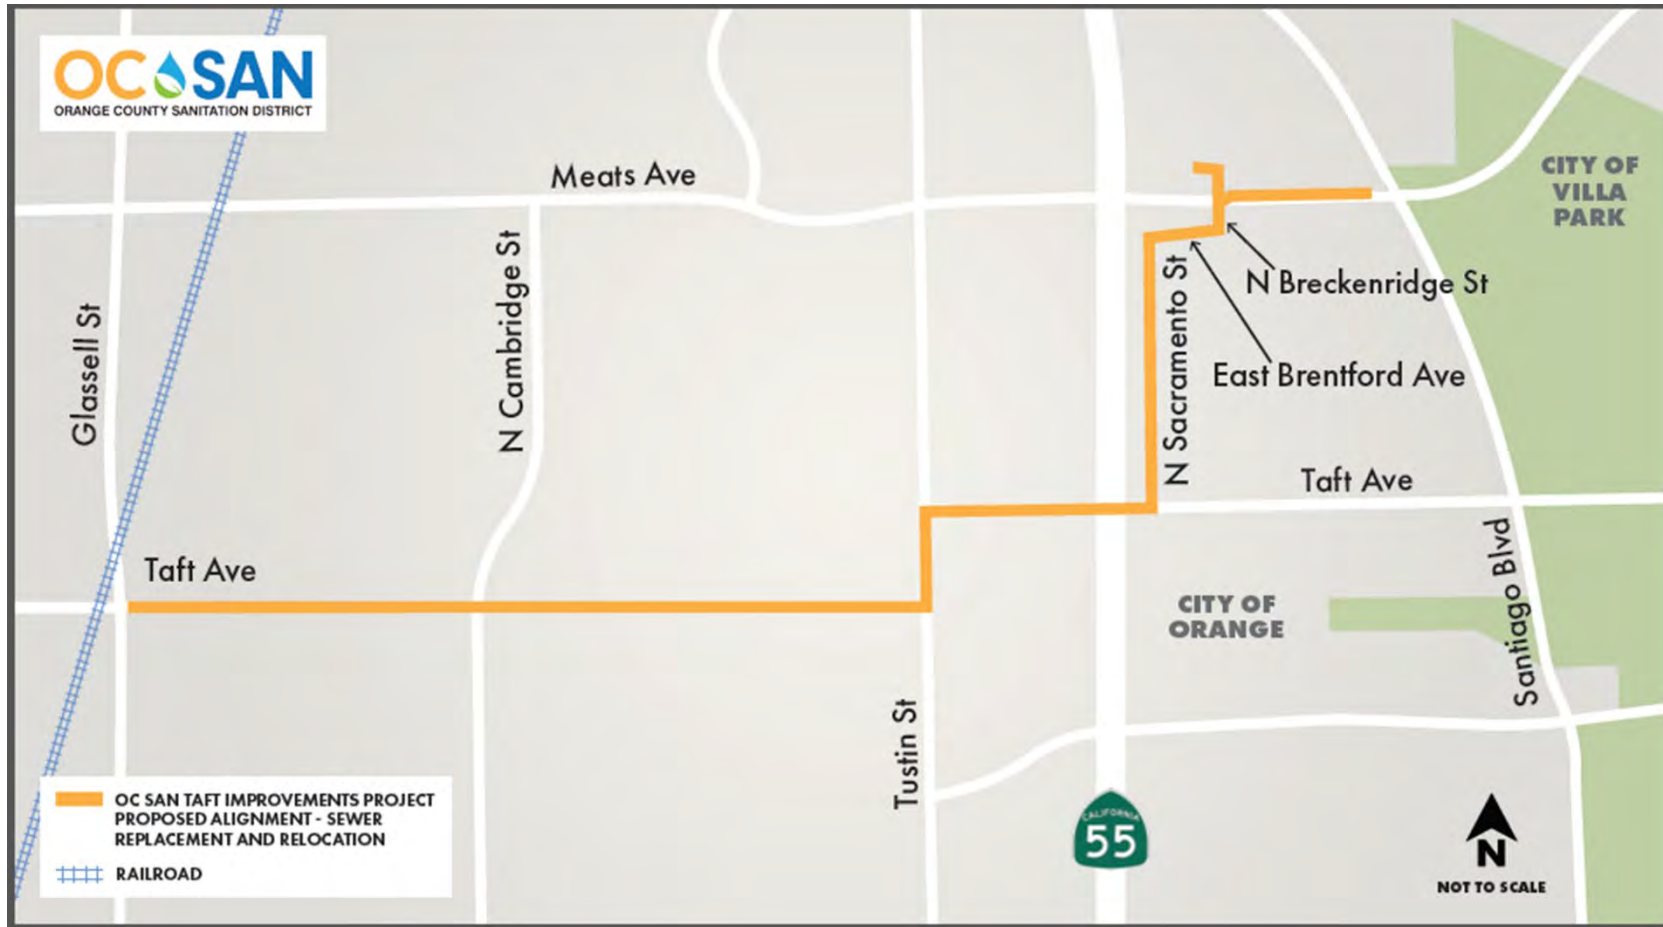 OC SAN
ORANGE COUNTY SANITATION DISTRICT
Meats Ave
CITY OF
VILLA
PARK
N Cambridge St
Glassell St
N Sacramento St
N Breckenridge St
East Brentford Ave
Taft Ave
Taft Ave
Santiago Blvd
CITY OF
ORANGE
Tustin St
OC SAN TAFT IMPROVEMENTS PROJECT
PROPOSED ALIGNMENT - SEWER
REPLACEMENT AND RELOCATION
RAILROAD
CALIFORNIA
55
N
NOT TO SCALE